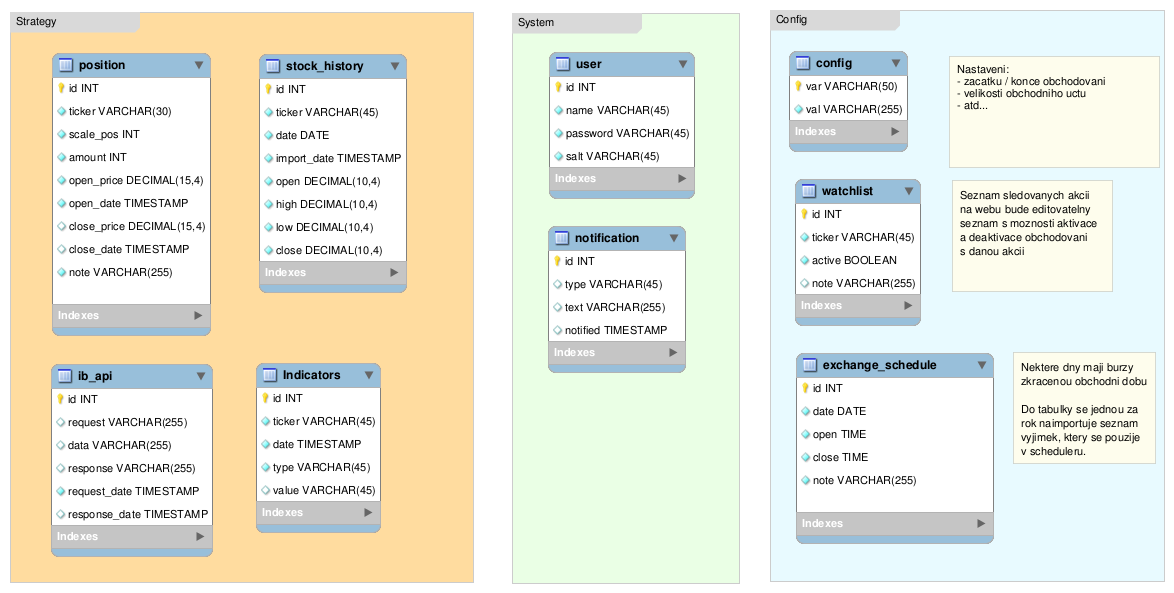 Strategy
position
id INT
ticker VARCHAR(30)
scale_pos INT
amount INT
open_price DECIMAL(15,4)
open_date TIMESTAMP
close_price DECIMAL(15,4)
close_date TIMESTAMP
note VARCHAR(255)
Indexes
stock_history
id INT
ticker VARCHAR(45)
date DATE
import_date TIMESTAMP
open DECIMAL(10,4)
high DECIMAL(10,4)
low DECIMAL(10,4)
close DECIMAL(10,4)
Indexes
ib_api
id INT
request VARCHAR(255)
data VARCHAR(255)
response VARCHAR(255)
request_date TIMESTAMP
response_date TIMESTAMP
Indexes
Indicators
id INT
ticker VARCHAR(45)
date TIMESTAMP
type VARCHAR(45)
value VARCHAR(45)
Indexes
System
user
id INT
name VARCHAR(45)
password VARCHAR(45)
salt VARCHAR(45)
Indexes
notification
id INT
type VARCHAR(45)
text VARCHAR(255)
notified TIMESTAMP
Indexes
Config
config
var VARCHAR(50)
val VARCHAR(255)
Indexes
Nastaveni:
- zacatku / konce obchodovani
- velikosti obchodniho uctu
- atd...
watchlist
id INT
ticker VARCHAR(45)
active BOOLEAN
note VARCHAR(255)
Indexes
Seznam sledovanych akcii
na webu bude editovatelny
seznam s moznosti aktivace
a deaktivace obchodovani
s danou akcii
exchange_schedule
id INT
date DATE
open TIME
close TIME
note VARCHAR(255)
Indexes
Nektere dny maji burzy
zkracenou obchodni dobu
Do tabulky se jednou za
rok naimportuje seznam
vyjimek, ktery se pouzije
v scheduleru.